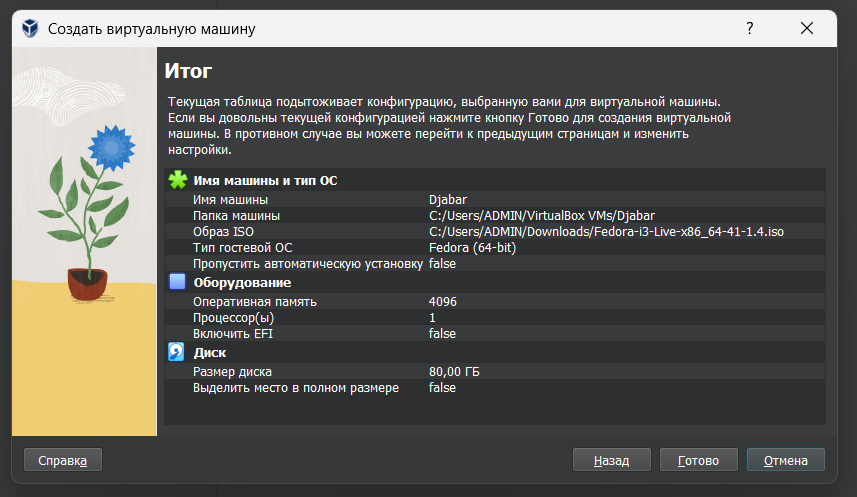 Создать виртуальную машину
?
Итог
Текущая таблица подытоживает конфигурацию, выбранную вами для виртуальной машины.
Если вы довольны текущей конфигурацией нажмите кнопку Готово для создания виртуальной
машины. В противном случае вы можете перейти к предыдущим страницам и изменить
настройки.
Имя машины и тип ОС
Имя машины Djabar
Папка машины C:/Users/ADMIN/VirtualBox VMs/Djabar
Образ ISO C:/Users/ADMIN/Downloads/Fedora-i3-Live-x86_64-41-1.4.iso
Тип гостевой ОС Fedora (64-bit)
Пропустить автоматическую установку false
Оборудование
Оперативная память 4096
Процессор(ы) 1
Включить EFI false
Диск
Размер диска 80,00 ГБ
Выделить место в полном размере false
Справка Назад Готово Отмена